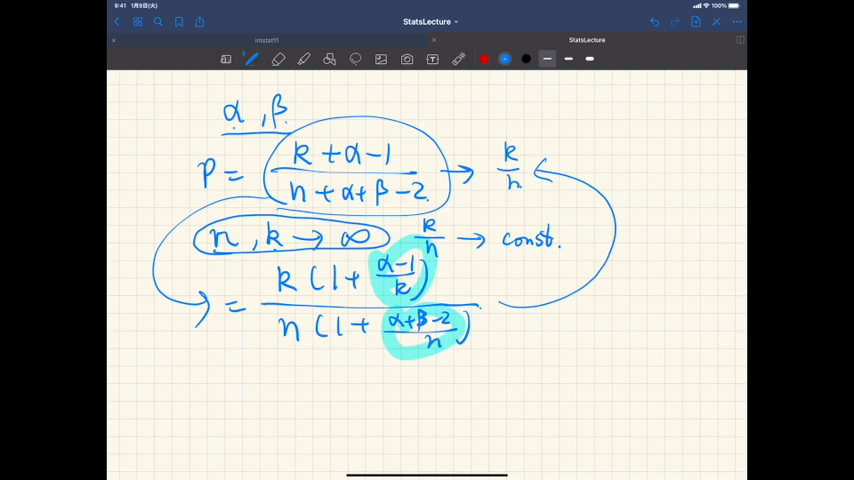 9:41 1月9日(火)
100%
StatsLecture
intstat11
StatsLecture
α, β
P = k+α-1 / n+α+β-2 → k/n
n, k → ∞ k/n → const.
= k(1 + α-1/k) / n(1 + α+β-2/n)